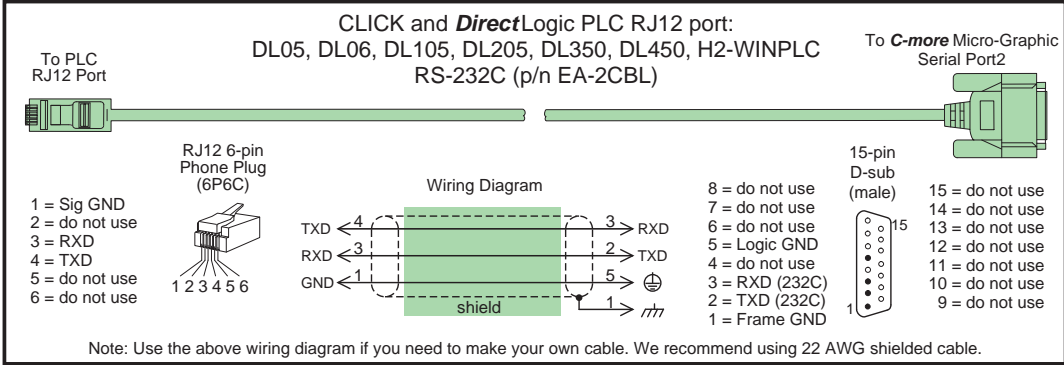 CLICK and DirectLogic PLC RJ12 port:
DL05, DL06, DL105, DL205, DL350, DL450, H2-WINPLC
RS-232C (p/n EA-2CBL)
To PLC
RJ12 Port
To C-more Micro-Graphic
Serial Port2
RJ12 6-pin
Phone Plug
(6P6C)
1 = Sig GND
2 = do not use
3 = RXD
4 = TXD
5 = do not use
6 = do not use
1 2 3 4 5 6
Wiring Diagram
TXD 4 3 RXD
RXD 3 2 TXD
GND 1 5
1
shield
8 = do not use
7 = do not use
6 = do not use
5 = Logic GND
4 = do not use
3 = RXD (232C)
2 = TXD (232C)
1 = Frame GND
15-pin
D-sub
(male)
15
1
15 = do not use
14 = do not use
13 = do not use
12 = do not use
11 = do not use
10 = do not use
9 = do not use
Note: Use the above wiring diagram if you need to make your own cable. We recommend using 22 AWG shielded cable.